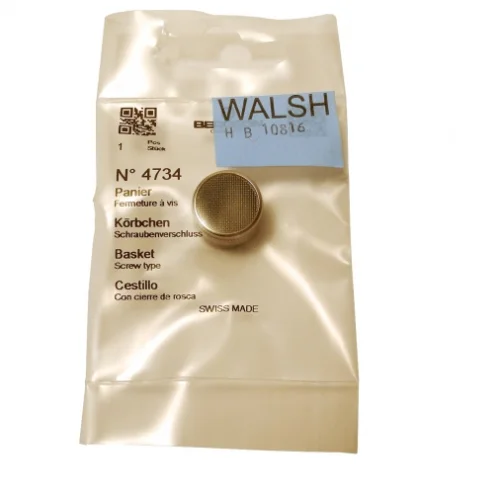 WALSH
H B 10816
1
Pce
Stück
N° 4734
Panier
Fermeture à vis
Körbchen
Schraubenverschluss
Basket
Screw type
Cestillo
Con cierre de rosca
SWISS MADE